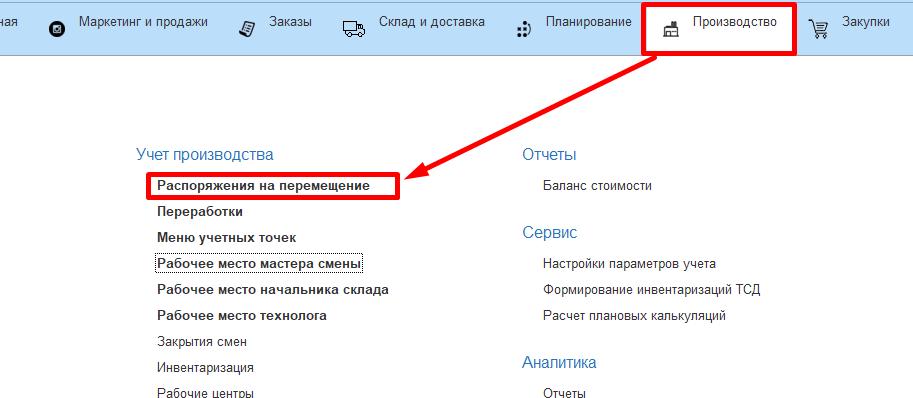 ная Маркетинг и продажи Заказы Склад и доставка Планирование Производство Закупки
Учет производства
Распоряжения на перемещение
Переработки
Меню учетных точек
Рабочее место мастера смены
Рабочее место начальника склада
Рабочее место технолога
Закрытия смен
Инвентаризация
Рабочие центры
Отчеты
Баланс стоимости
Сервис
Настройки параметров учета
Формирование инвентаризаций ТСД
Расчет плановых калькуляций
Аналитика
Отчеты